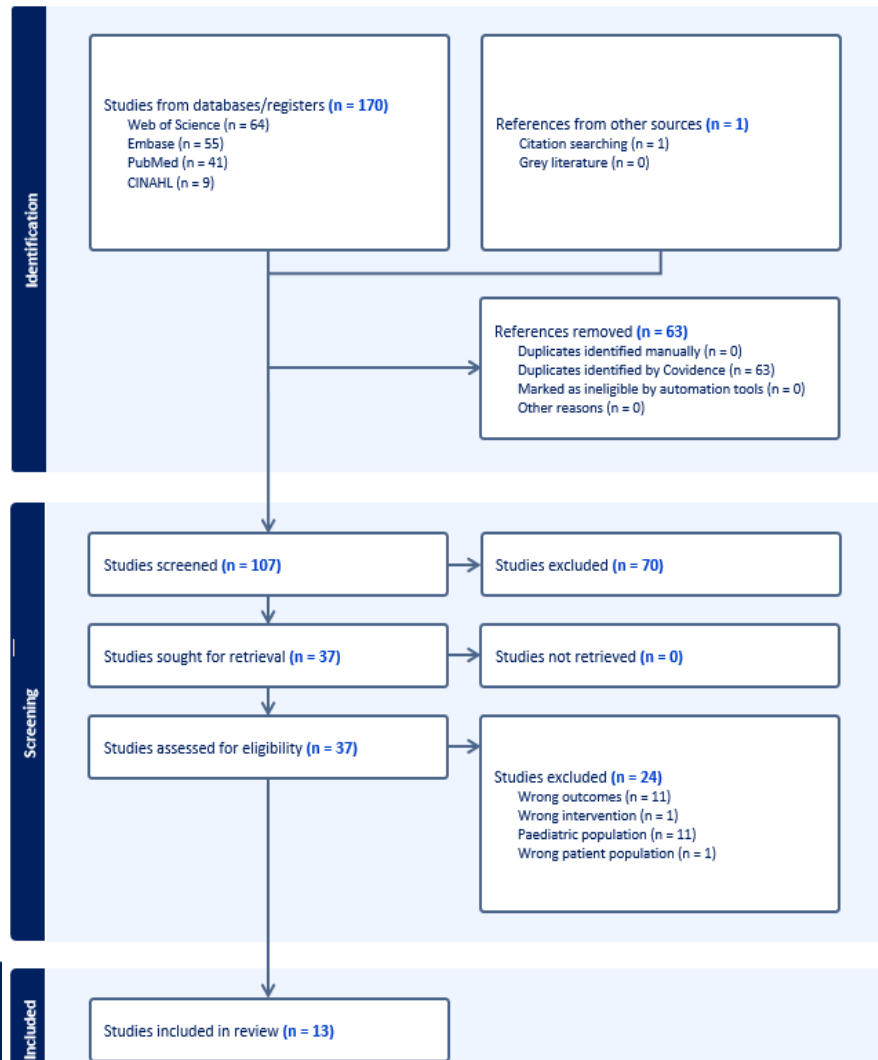 Identification
Studies from databases/registers (n = 170)
Web of Science (n = 64)
Embase (n = 55)
PubMed (n = 41)
CINAHL (n = 9)
References from other sources (n = 1)
Citation searching (n = 1)
Grey literature (n = 0)
References removed (n = 63)
Duplicates identified manually (n = 0)
Duplicates identified by Covidence (n = 63)
Marked as ineligible by automation tools (n = 0)
Other reasons (n = 0)
Screening
Studies screened (n = 107)
Studies excluded (n = 70)
Studies sought for retrieval (n = 37)
Studies not retrieved (n = 0)
Studies assessed for eligibility (n = 37)
Studies excluded (n = 24)
Wrong outcomes (n = 11)
Wrong intervention (n = 1)
Paediatric population (n = 11)
Wrong patient population (n = 1)
Included
Studies included in review (n = 13)